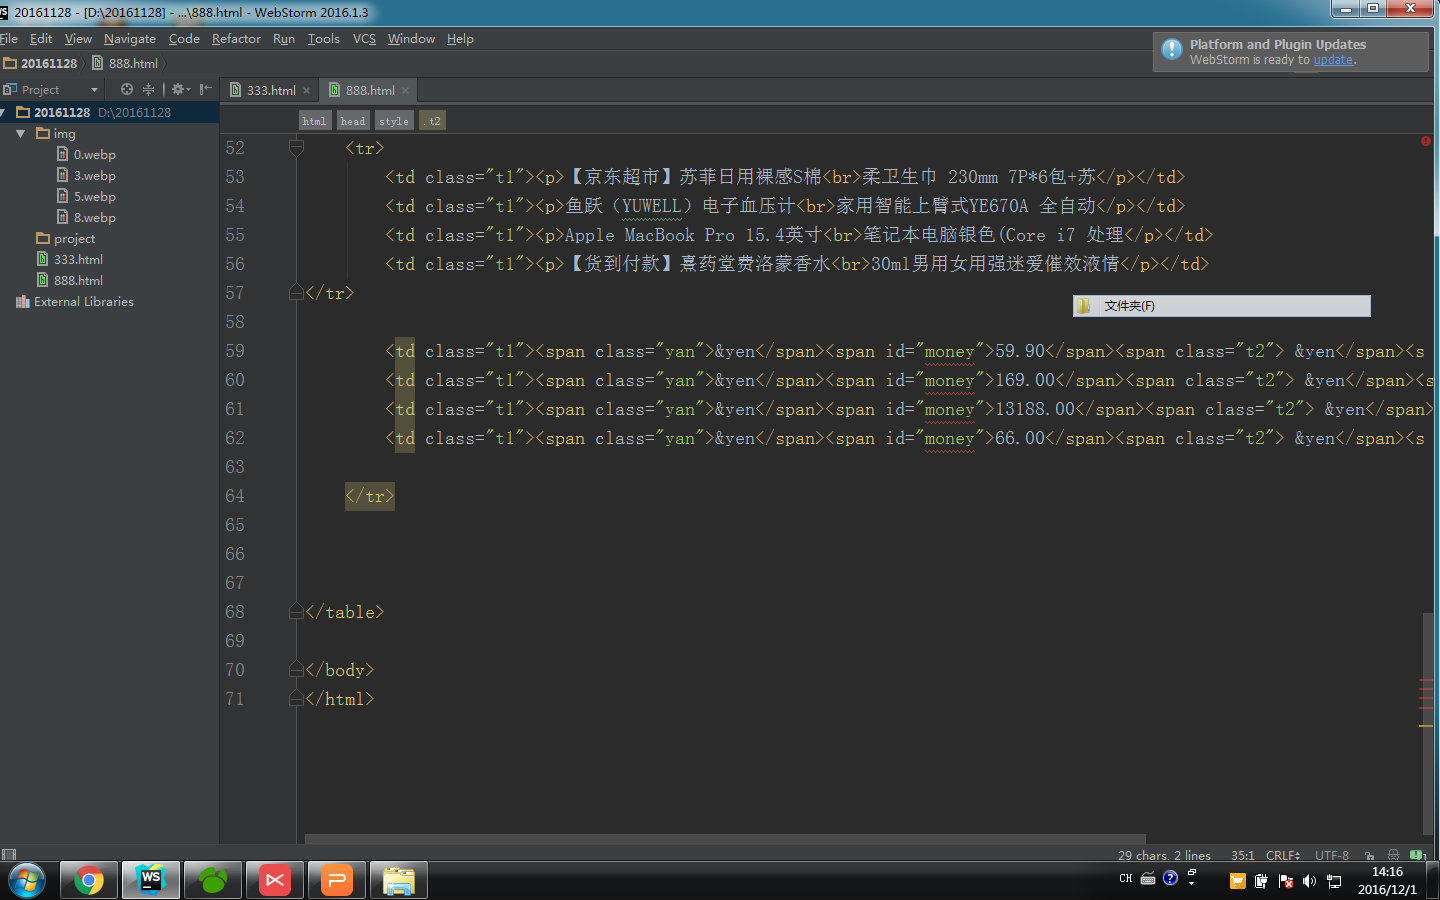 20161128 - [D:\20161128] - ...\888.html - WebStorm 2016.1.3
File Edit View Navigate Code Refactor Run Tools VCS Window Help
20161128 888.html
Platform and Plugin Updates
WebStorm is ready to update.
Project
333.html
888.html
20161128 D:\20161128
img
0.webp
3.webp
5.webp
8.webp
project
333.html
888.html
External Libraries
html head style .t2
52 <tr>
53 <td class="t1"><p>【京东超市】苏菲日用裸感S棉<br>柔卫生巾 230mm 7P*6包+苏</p></td>
54 <td class="t1"><p>鱼跃（YUWELL）电子血压计<br>家用智能上臂式YE670A 全自动</p></td>
55 <td class="t1"><p>Apple MacBook Pro 15.4英寸<br>笔记本电脑银色(Core i7 处理</p></td>
56 <td class="t1"><p>【货到付款】熹药堂费洛蒙香水<br>30ml男用女用强迷爱催效液情</p></td>
57 </tr>
58
文件夹(F)
59 <td class="t1"><span class="yan">&yen</span><span id="money">59.90</span><span class="t2"> &yen</span><s
60 <td class="t1"><span class="yan">&yen</span><span id="money">169.00</span><span class="t2"> &yen</span><s
61 <td class="t1"><span class="yan">&yen</span><span id="money">13188.00</span><span class="t2"> &yen</span>
62 <td class="t1"><span class="yan">&yen</span><span id="money">66.00</span><span class="t2"> &yen</span><s
63
64 </tr>
65
66
67
68 </table>
69
70 </body>
71 </html>
29 chars, 2 lines 35:1 CRLF UTF-8
WS
CH
14:16
2016/12/1